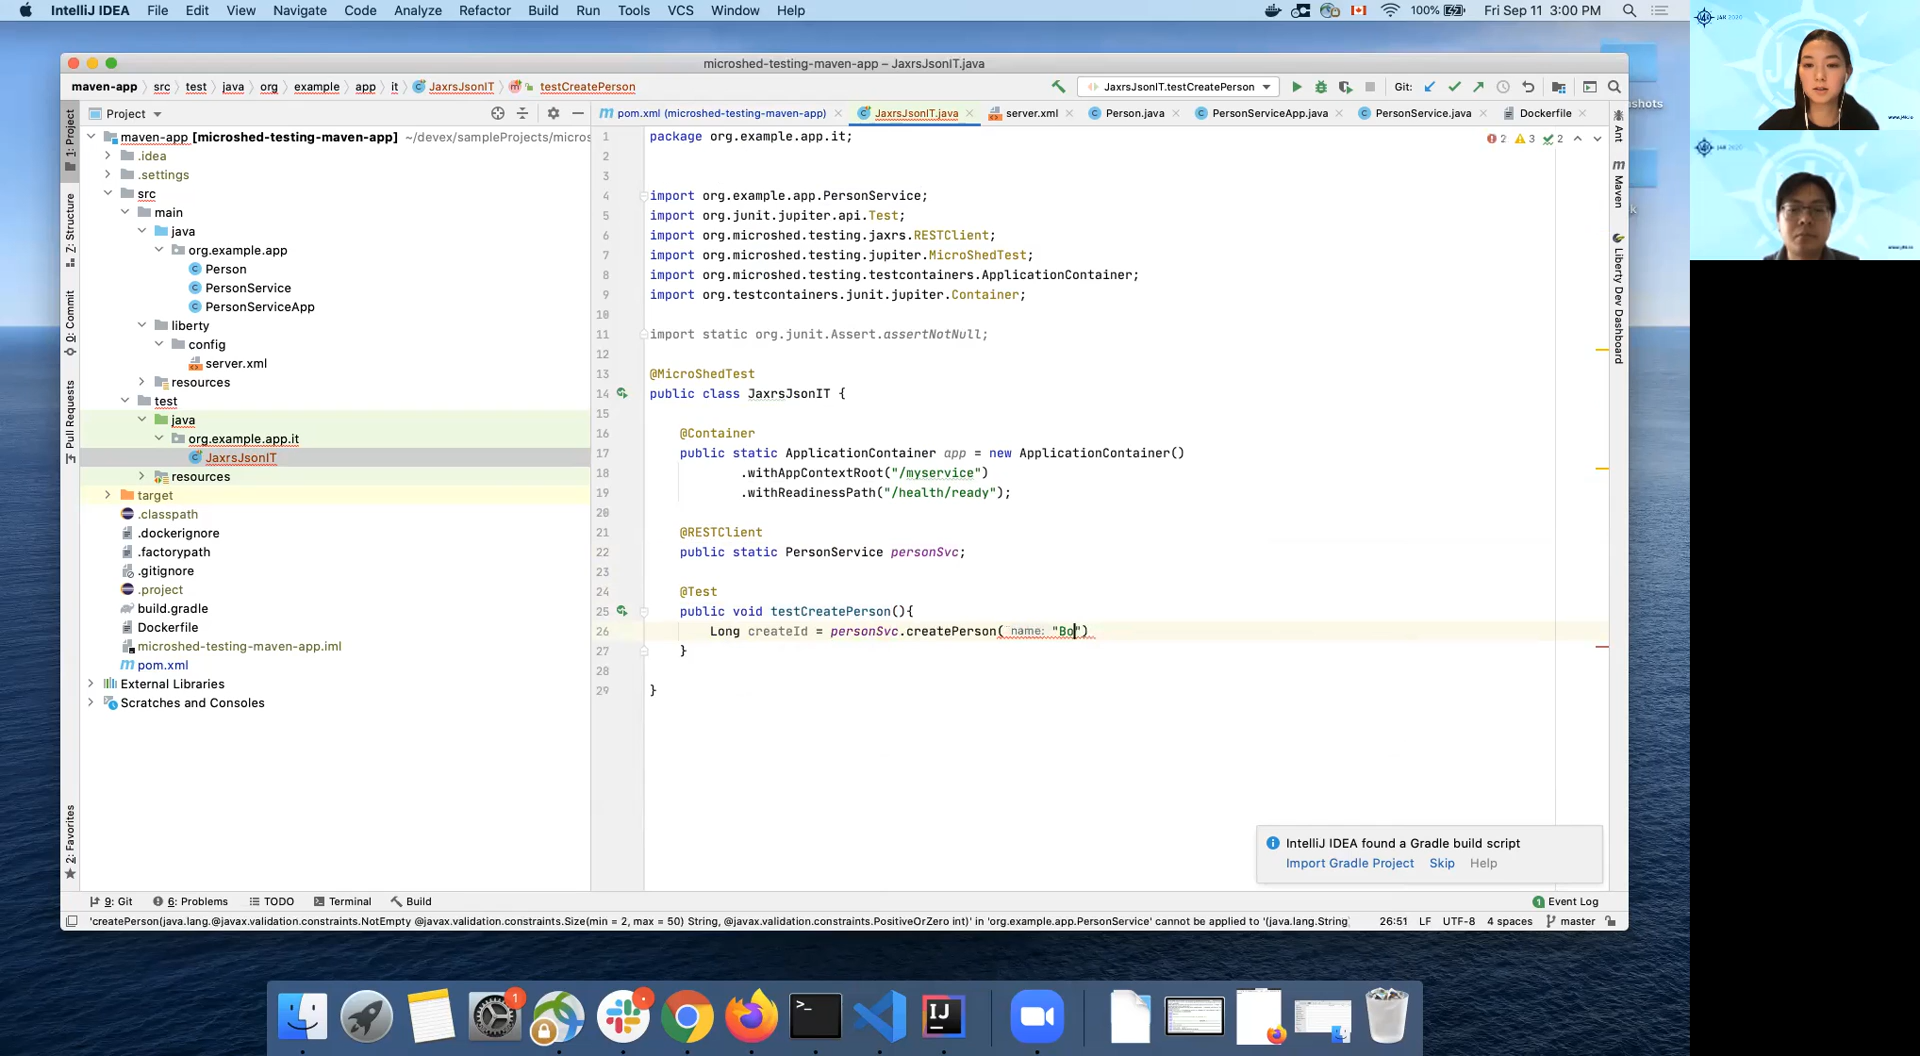 IntelliJ IDEA File Edit View Navigate Code Analyze Refactor Build Run Tools VCS Window Help
100% Fri Sep 11 3:00 PM
microshed-testing-maven-app – JaxrsJsonIT.java
maven-app src test java org example app it JaxrsJsonIT testCreatePerson
JaxrsJsonIT.testCreatePerson Git:
Project
pom.xml (microshed-testing-maven-app) JaxrsJsonIT.java server.xml Person.java PersonServiceApp.java PersonService.java Dockerfile
1: Project
Z: Structure
0: Commit
Pull Requests
2: Favorites
maven-app [microshed-testing-maven-app] ~/devex/sampleProjects/micros
.idea
.settings
src
main
java
org.example.app
Person
PersonService
PersonServiceApp
liberty
config
server.xml
resources
test
java
org.example.app.it
JaxrsJsonIT
resources
target
.classpath
.dockerignore
.factorypath
.gitignore
.project
build.gradle
Dockerfile
microshed-testing-maven-app.iml
pom.xml
External Libraries
Scratches and Consoles
2 3 2
1 package org.example.app.it;
2
3
4 import org.example.app.PersonService;
5 import org.junit.jupiter.api.Test;
6 import org.microshed.testing.jaxrs.RESTClient;
7 import org.microshed.testing.jupiter.MicroShedTest;
8 import org.microshed.testing.testcontainers.ApplicationContainer;
9 import org.testcontainers.junit.jupiter.Container;
10
11 import static org.junit.Assert.assertNotNull;
12
13 @MicroShedTest
14 public class JaxrsJsonIT {
15
16 @Container
17 public static ApplicationContainer app = new ApplicationContainer()
18 .withAppContextRoot("/myservice")
19 .withReadinessPath("/health/ready");
20
21 @RESTClient
22 public static PersonService personSvc;
23
24 @Test
25 public void testCreatePerson(){
26 Long createId = personSvc.createPerson( name: "Bo")
27 }
28
29 }
Ant
Maven
Liberty Dev Dashboard
IntelliJ IDEA found a Gradle build script
Import Gradle Project Skip Help
9: Git 6: Problems TODO Terminal Build
1 Event Log
'createPerson(java.lang.@javax.validation.constraints.NotEmpty @javax.validation.constraints.Size(min = 2, max = 50) String, @javax.validation.constraints.PositiveOrZero int)' in 'org.example.app.PersonService' cannot be applied to '(java.lang.String)
26:51 LF UTF-8 4 spaces master
J4K 2020
J4K 2020
1
IJ